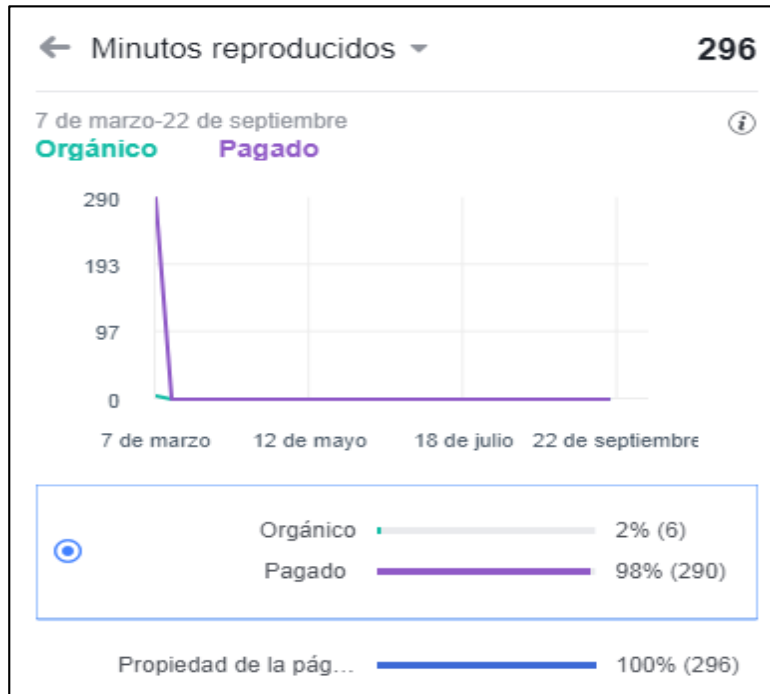 Minutos reproducidos 296
7 de marzo-22 de septiembre
Orgánico Pagado
290
193
97
0
7 de marzo 12 de mayo 18 de julio 22 de septiembre
Orgánico 2% (6)
Pagado 98% (290)
Propiedad de la pág... 100% (296)